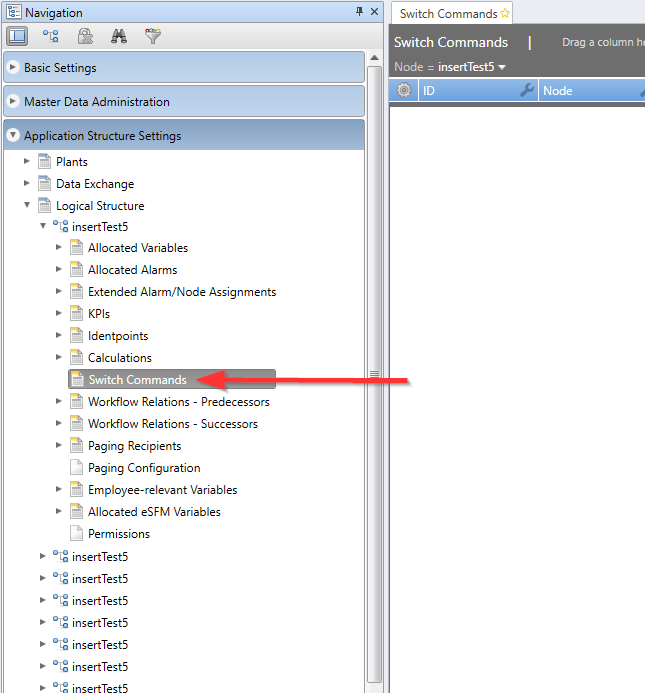 Navigation
Basic Settings
Master Data Administration
Application Structure Settings
Plants
Data Exchange
Logical Structure
insertTest5
Allocated Variables
Allocated Alarms
Extended Alarm/Node Assignments
KPIs
Identpoints
Calculations
Switch Commands
Workflow Relations - Predecessors
Workflow Relations - Successors
Paging Recipients
Paging Configuration
Employee-relevant Variables
Allocated eSFM Variables
Permissions
insertTest5
insertTest5
insertTest5
insertTest5
insertTest5
insertTest5
insertTest5
Switch Commands
Switch Commands | Drag a column he
Node = insertTest5
ID Node